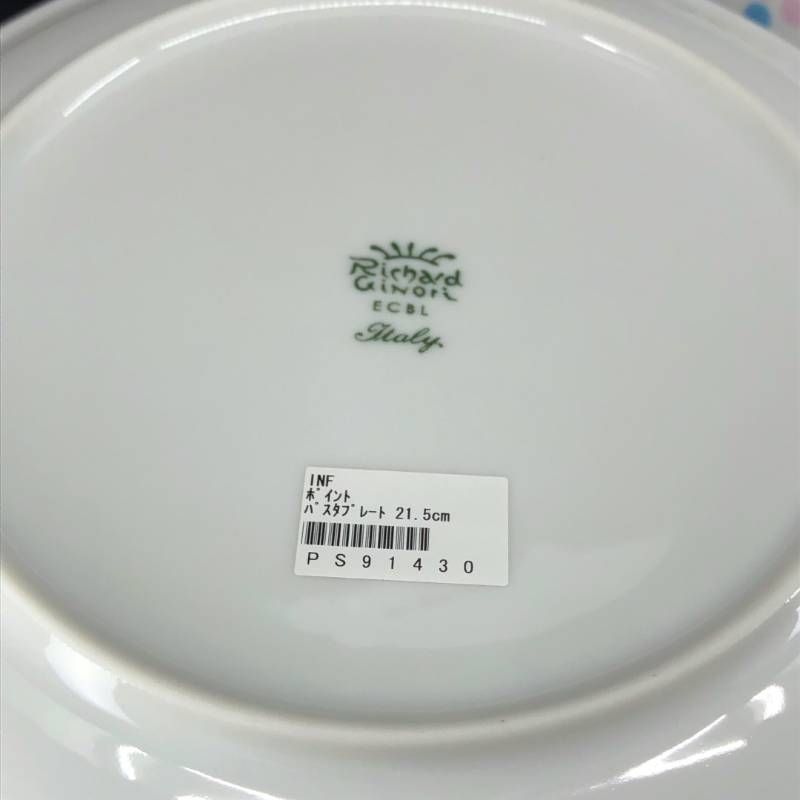 Richard
GiNori
ECBL
Italy.
INF
ﾎﾟｲﾝﾄ
ﾊﾟｽﾀﾌﾟﾚｰﾄ 21.5cm
PS91430